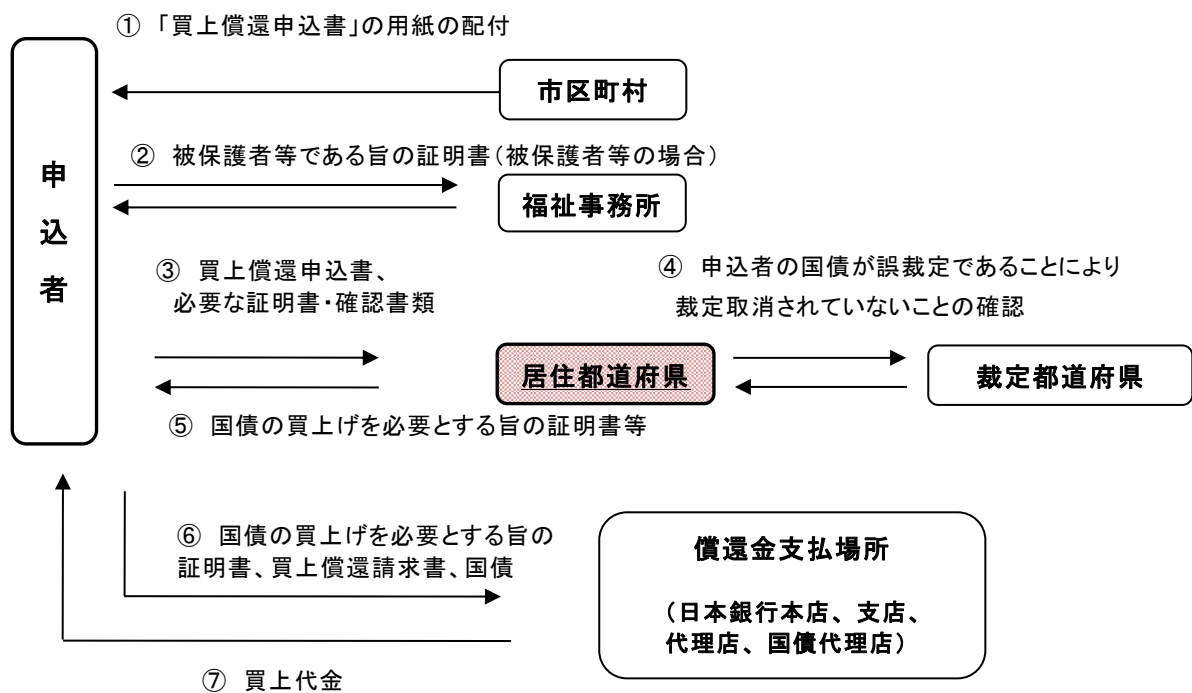 ① 「買上償還申込書」の用紙の配付
市区町村
② 被保護者等である旨の証明書(被保護者等の場合)
申
込
者
福祉事務所
③ 買上償還申込書、
必要な証明書・確認書類
④ 申込者の国債が誤裁定であることにより
裁定取消されていないことの確認
居住都道府県
裁定都道府県
⑤ 国債の買上げを必要とする旨の証明書等
⑥ 国債の買上げを必要とする旨の
証明書、買上償還請求書、国債
償還金支払場所
(日本銀行本店、支店、
代理店、国債代理店)
⑦ 買上代金